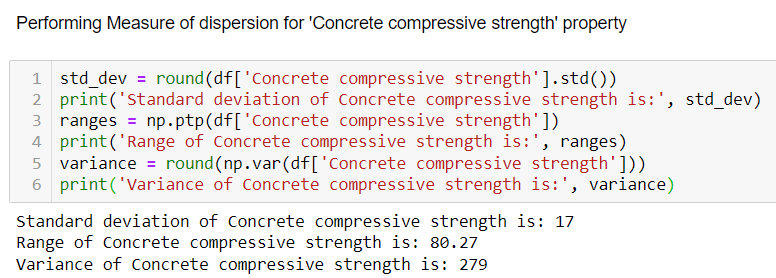 Performing Measure of dispersion for 'Concrete compressive strength' property
1 std_dev = round(df['Concrete compressive strength'].std())
2 print('Standard deviation of Concrete compressive strength is:', std_dev)
3 ranges = np.ptp(df['Concrete compressive strength'])
4 print('Range of Concrete compressive strength is:', ranges)
5 variance = round(np.var(df['Concrete compressive strength']))
6 print('Variance of Concrete compressive strength is:', variance)
Standard deviation of Concrete compressive strength is: 17
Range of Concrete compressive strength is: 80.27
Variance of Concrete compressive strength is: 279